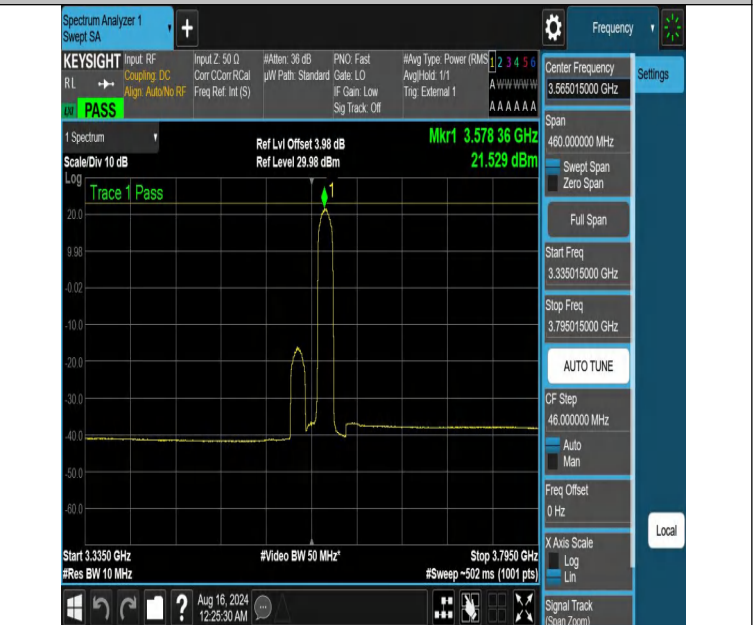 Spectrum Analyzer 1
Swept SA
+
Frequency
KEYSIGHT
RL
PASS
Input: RF
Coupling: DC
Align: Auto/No RF
Input Z: 50 Ω
Corr CCorr RCal
Freq Ref: Int (S)
#Atten: 36 dB
µW Path: Standard
PNO: Fast
Gate: LO
IF Gain: Low
Sig Track: Off
#Avg Type: Power (RMS
Avg|Hold: 1/1
Trig: External 1
1 2 3 4 5 6
A W W W W W
A A A A A A
1 Spectrum
Scale/Div 10 dB
Ref Lvl Offset 3.98 dB
Ref Level 29.98 dBm
Mkr1 3.578 36 GHz
21.529 dBm
Log
Trace 1 Pass
1
20.0
9.98
-0.02
-10.0
-20.0
-30.0
-40.0
-50.0
-60.0
Start 3.3350 GHz
#Video BW 50 MHz*
Stop 3.7950 GHz
#Res BW 10 MHz
#Sweep ~502 ms (1001 pts)
?
Aug 16, 2024
12:25:30 AM
Center Frequency
3.565015000 GHz
Settings
Span
460.000000 MHz
Swept Span
Zero Span
Full Span
Start Freq
3.335015000 GHz
Stop Freq
3.795015000 GHz
AUTO TUNE
CF Step
46.000000 MHz
Auto
Man
Freq Offset
0 Hz
Local
X Axis Scale
Log
Lin
Signal Track
(Span Zoom)